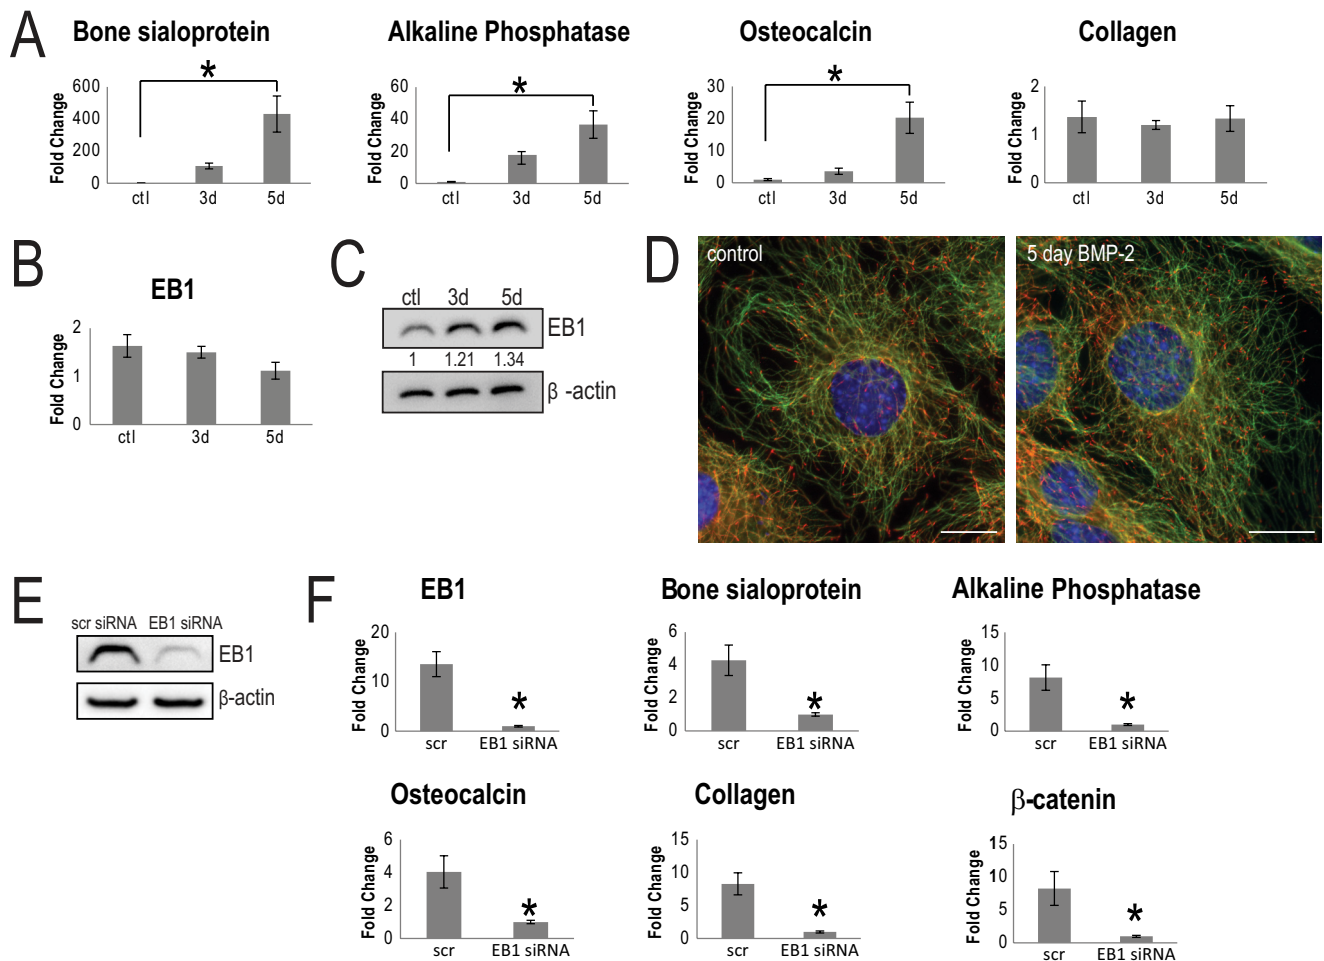 A
Bone sialoprotein
*
Fold Change
600
400
200
0
ctl 3d 5d
Alkaline Phosphatase
*
Fold Change
60
40
20
0
ctl 3d 5d
Osteocalcin
*
Fold Change
30
20
10
0
ctl 3d 5d
Collagen
Fold Change
2
1
0
ctl 3d 5d
B
EB1
Fold Change
2
1
0
ctl 3d 5d
C
ctl 3d 5d
EB1
1 1.21 1.34
β -actin
D
control
5 day BMP-2
E
scr siRNA EB1 siRNA
EB1
β-actin
F
EB1
Fold Change
20
10
0
*
scr EB1 siRNA
Bone sialoprotein
Fold Change
6
4
2
0
*
scr EB1 siRNA
Alkaline Phosphatase
Fold Change
15
10
5
0
*
scr EB1 siRNA
Osteocalcin
Fold Change
6
4
2
0
*
scr EB1 siRNA
Collagen
Fold Change
15
10
5
0
*
scr EB1 siRNA
β-catenin
Fold Change
15
10
5
0
*
scr EB1 siRNA